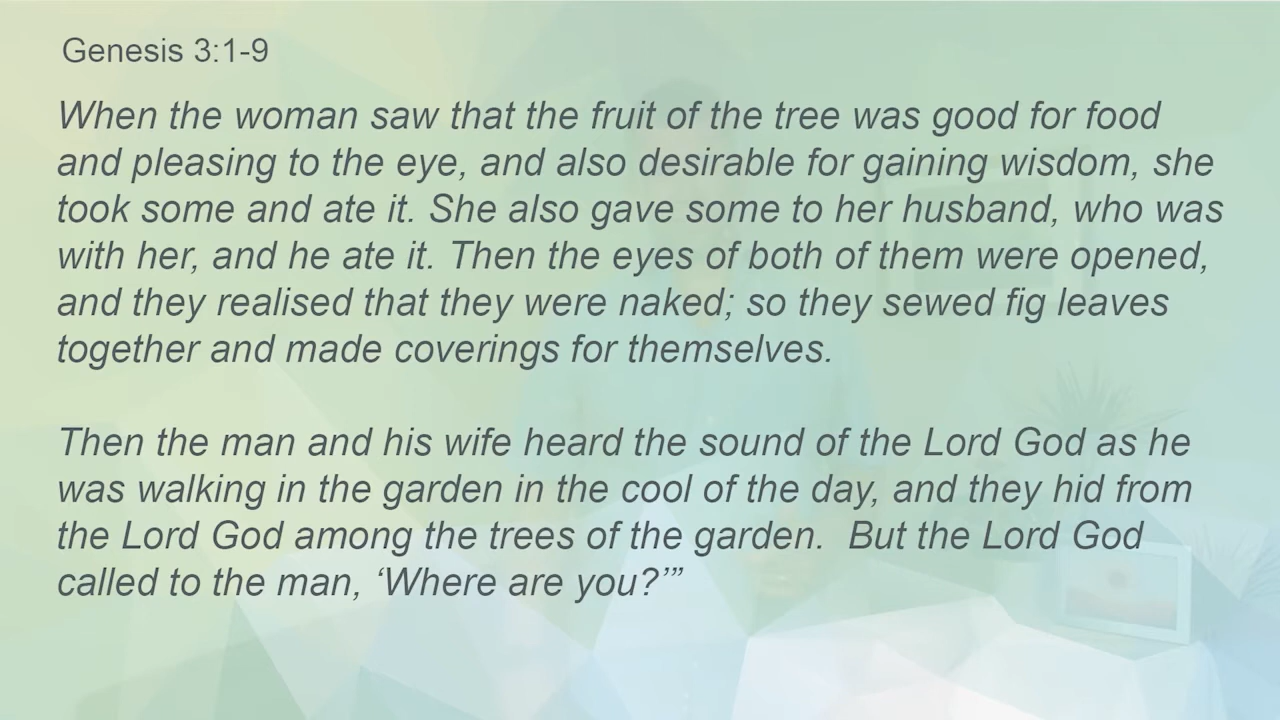 Genesis 3:1-9
When the woman saw that the fruit of the tree was good for food
and pleasing to the eye, and also desirable for gaining wisdom, she
took some and ate it. She also gave some to her husband, who was
with her, and he ate it. Then the eyes of both of them were opened,
and they realised that they were naked; so they sewed fig leaves
together and made coverings for themselves.
Then the man and his wife heard the sound of the Lord God as he
was walking in the garden in the cool of the day, and they hid from
the Lord God among the trees of the garden.  But the Lord God
called to the man, ‘Where are you?’”